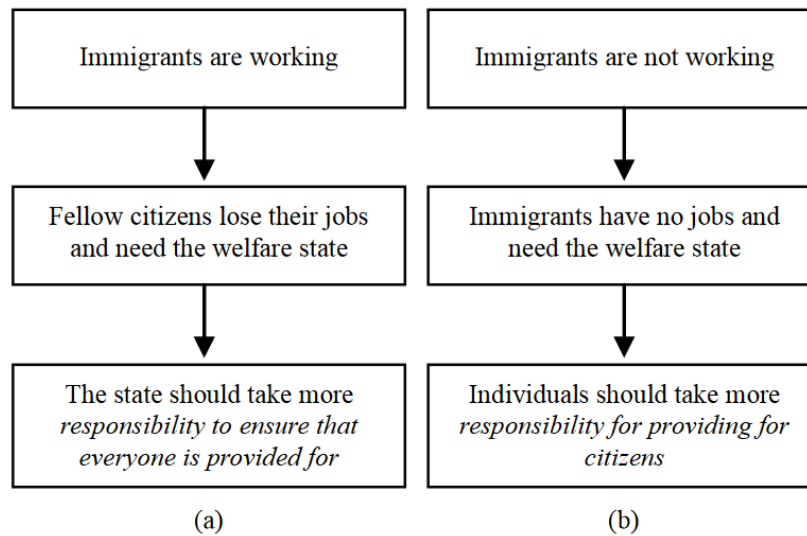 Immigrants are working
Fellow citizens lose their jobs
and need the welfare state
The state should take more
responsibility to ensure that
everyone is provided for
(a)
Immigrants are not working
Immigrants have no jobs and
need the welfare state
Individuals should take more
responsibility for providing for
citizens
(b)